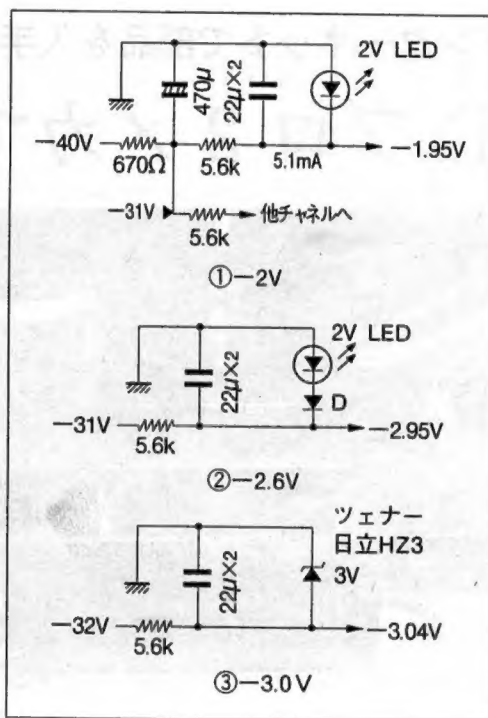 2V LED
470μ
22μ×2
−40V
670Ω
5.6k
5.1mA
−1.95V
−31V
5.6k
他チャネルへ
①−2V
2V LED
22μ×2
D
−31V
5.6k
−2.95V
②−2.6V
ツェナー
日立HZ3
22μ×2
3V
−32V
5.6k
−3.04V
③−3.0V